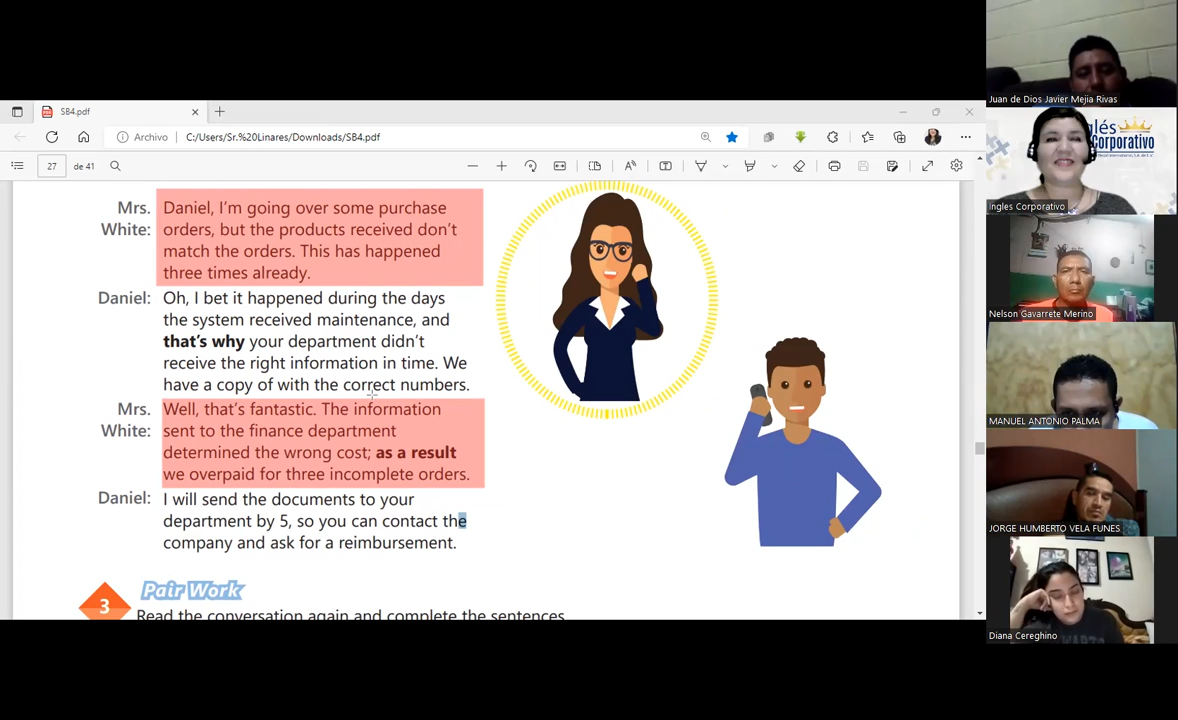 SB4.pdf
Archivo
C:/Users/Sr.%20Linares/Downloads/SB4.pdf
27
de 41
Mrs. White:
Daniel, I'm going over some purchase
orders, but the products received don't
match the orders. This has happened
three times already.
Daniel:
Oh, I bet it happened during the days
the system received maintenance, and
that's why your department didn't
receive the right information in time. We
have a copy of with the correct numbers.
Mrs. White:
Well, that's fantastic. The information
sent to the finance department
determined the wrong cost; as a result
we overpaid for three incomplete orders.
Daniel:
I will send the documents to your
department by 5, so you can contact the
company and ask for a reimbursement.
3
Pair Work
Read the conversation again and complete the sentences
Juan de Dios Javier Mejia Rivas
Corporativo
Ingles Corporativo
Nelson Gavarrete Merino
MANUEL ANTONIO PALMA
JORGE HUMBERTO VELA FUNES
Diana Cereghino